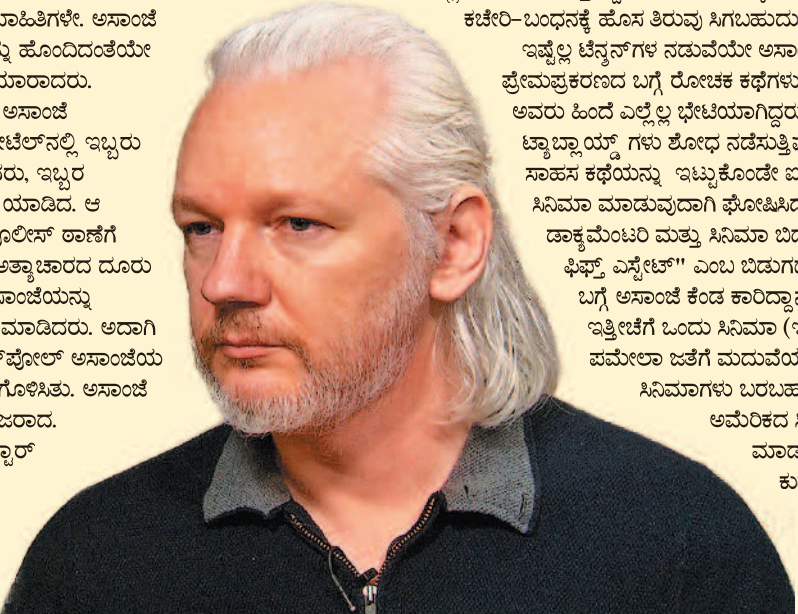 ಮಾಹಿತಿಗಳೇ. ಅಸಾಂಜೆ
ಹೊಂದಿದಂತೆಯೇ
ಯಾರಾದರು.
ಅಸಾಂಜೆ
ಇಬ್ಬರು
ಇಬ್ಬರ
ಯಾಡಿದ. ಆ
ಠಾಣೆಗೆ
ಅತ್ಯಾಚಾರದ ದೂರು
ಮಾಡಿದರು. ಅದಾಗಿ
ಅಸಾಂಜೆಯ
ಗೊಳಿಸಿತು. ಅಸಾಂಜೆ
ಜರಾದ.
ಕಚೇರಿ–ಬಂಧನಕ್ಕೆ ಹೊಸ ತಿರುವು ಸಿಗಬಹುದು
ಇಷ್ಟೆಲ್ಲ ಟೆನ್ಶನ್‌ಗಳ ನಡುವೆಯೇ ಅಸಾ
ಪ್ರೇಮಪ್ರಕರಣದ ಬಗ್ಗೆ ರೋಚಕ ಕಥೆಗಳು
ಅವರು ಹಿಂದೆ ಎಲ್ಲೆಲ್ಲ ಭೇಟಿಯಾಗಿದ್ದರು
ಟ್ಯಾಬ್ಲಾಯ್ಡ್ ಗಳು ಶೋಧ ನಡೆಸುತ್ತಿವ
ಸಾಹಸ ಕಥೆಯನ್ನು ಇಟ್ಟುಕೊಂಡೇ ಐ
ಸಿನಿಮಾ ಮಾಡುವುದಾಗಿ ಘೋಷಿಸಿದ
ಡಾಕ್ಯಮೆಂಟರಿ ಮತ್ತು ಸಿನಿಮಾ ಬಿಡ
ಫಿಫ್ತ್ ಎಸ್ಟೇಟ್" ಎಂಬ ಬಿಡುಗಡ
ಬಗ್ಗೆ ಅಸಾಂಜೆ ಕೆಂಡ ಕಾರಿದ್ದಾನ
ಇತ್ತೀಚೆಗೆ ಒಂದು ಸಿನಿಮಾ
ಪಮೇಲಾ ಜತೆಗೆ ಮದುವೆಯ
ಸಿನಿಮಾಗಳು ಬರಬಹ
ಅಮೆರಿಕದ
ಮಾಡ
ಕು